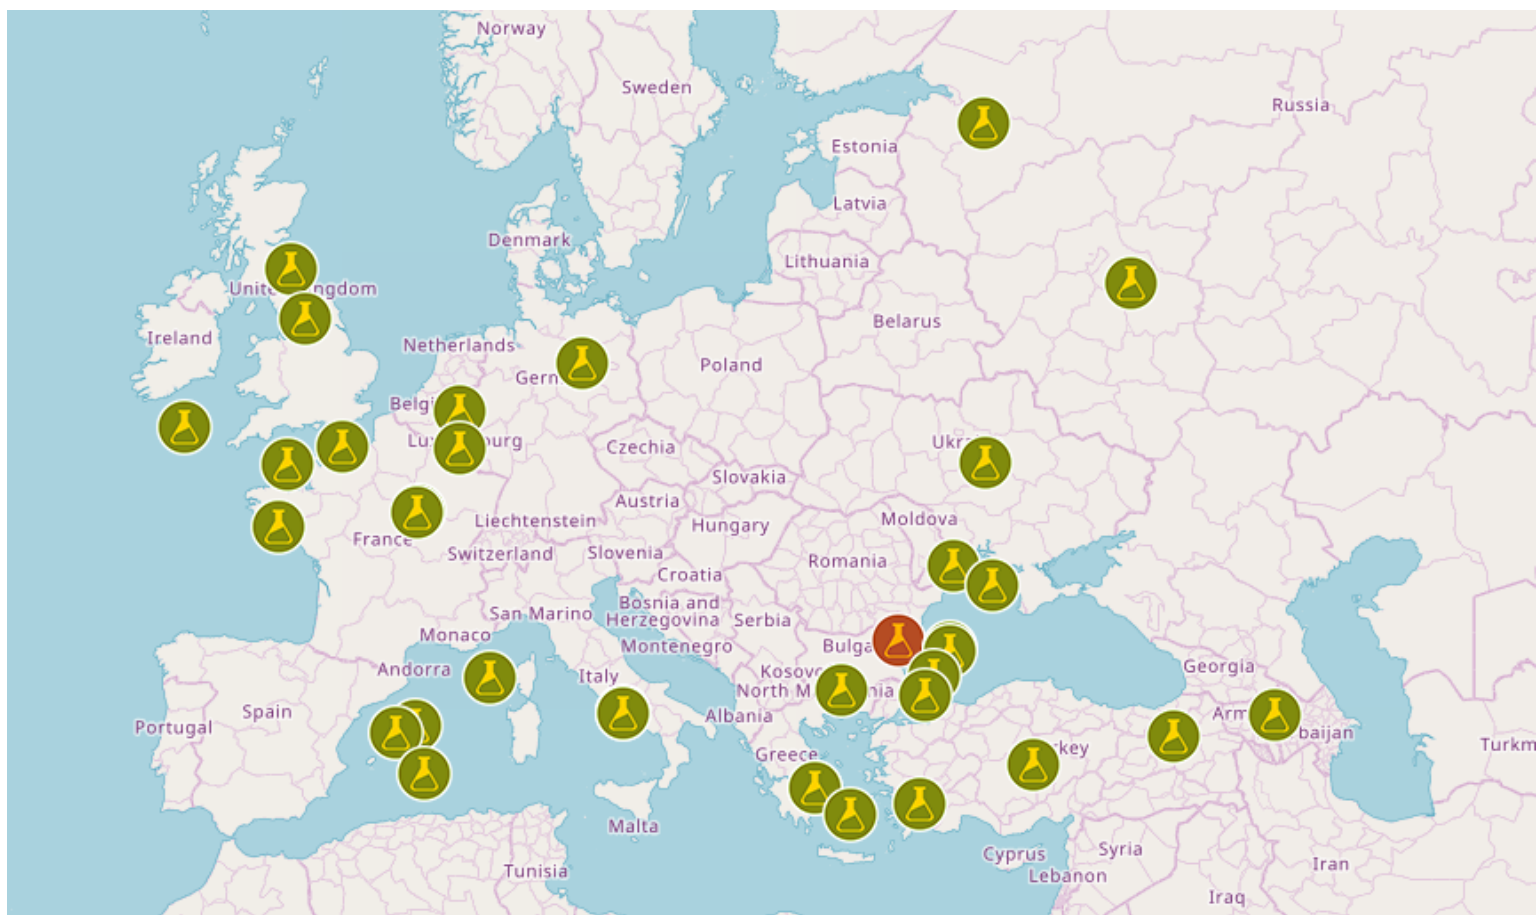 Norway
Sweden
Russia
Estonia
Latvia
Denmark
Lithuania
Belarus
Ireland
Netherlands
Poland
Czechia
Slovakia
Austria
Liechtenstein
Hungary
Moldova
France
Switzerland
Slovenia
Romania
Croatia
Bosnia and
Herzegovina
San Marino
Serbia
Monaco
Montenegro
Georgia
Andorra
Italy
Spain
Portugal
Albania
Greece
Malta
Cyprus
Syria
Lebanon
Tunisia
Iran
Iraq